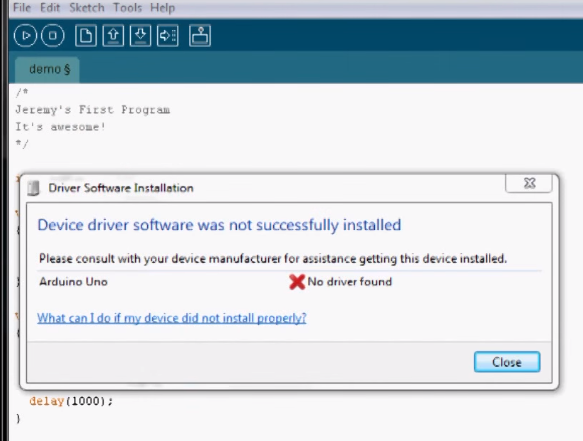 File Edit Sketch Tools Help
demo §
/*
Jeremy's First Program
It's awesome!
*/
Driver Software Installation
Device driver software was not successfully installed
Please consult with your device manufacturer for assistance getting this device installed.
Arduino Uno No driver found
What can I do if my device did not install properly?
Close
delay(1000);
}